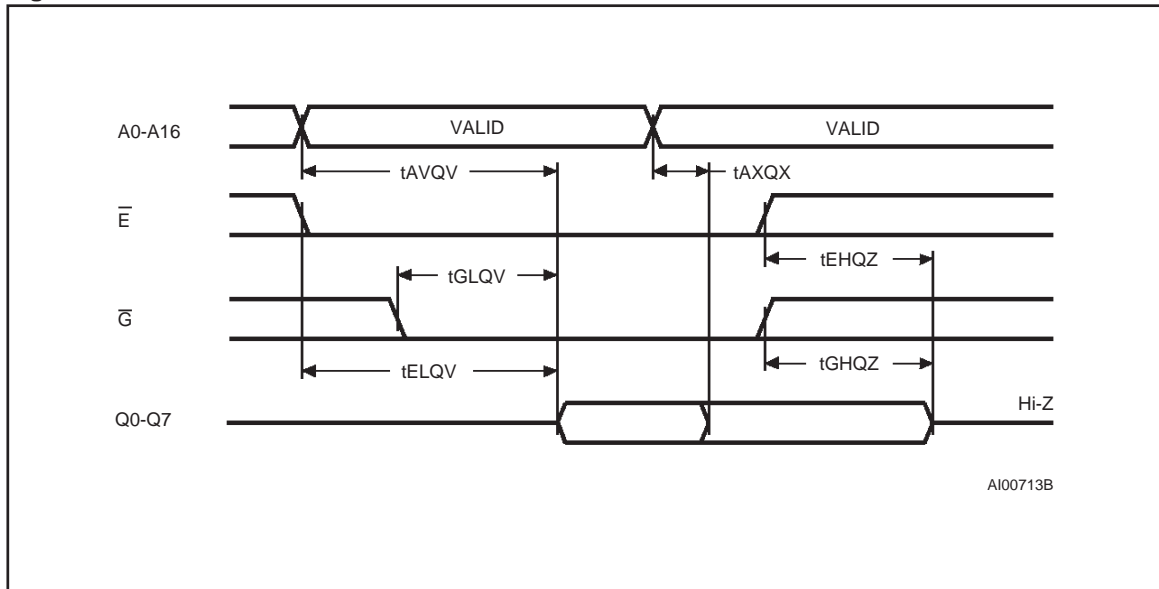 A0-A16
VALID
VALID
tAVQV
tAXQX
E̅
tEHQZ
tGLQV
G̅
tGHQZ
tELQV
Q0-Q7
Hi-Z
AI00713B